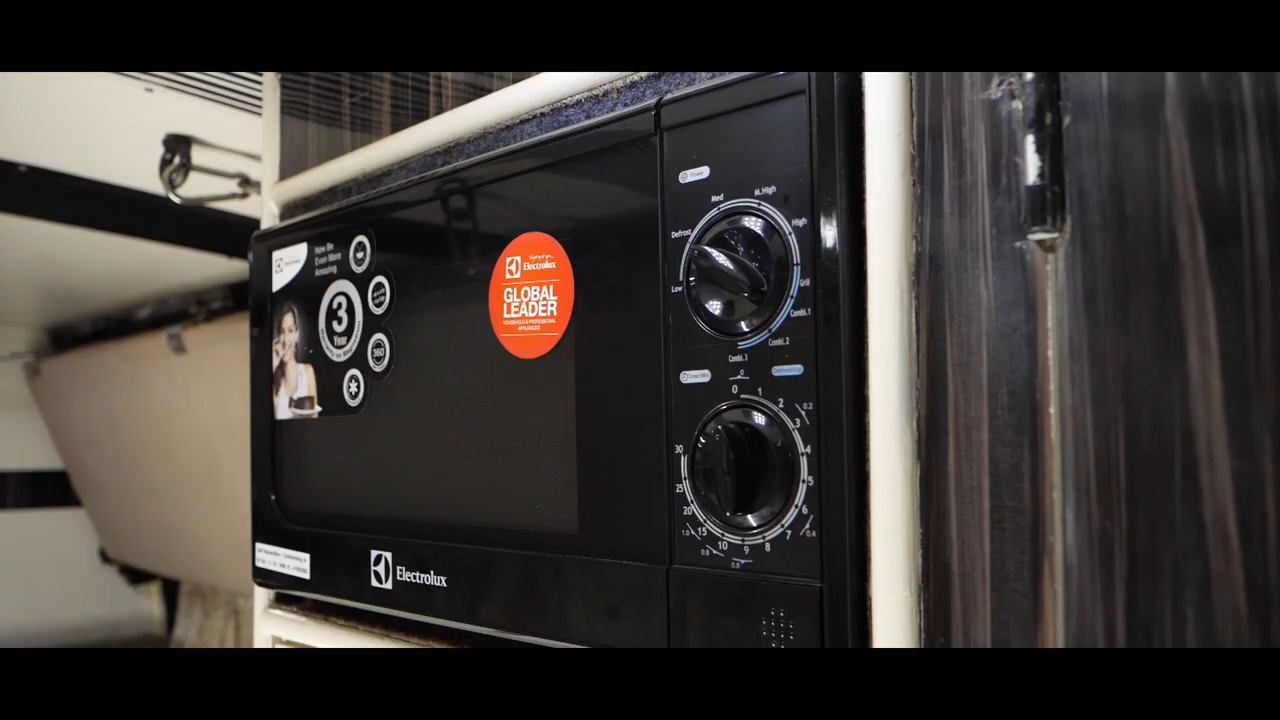 Now Be
Even More
Amazing
3
Year
360
Electrolux
GLOBAL
LEADER
HOUSEHOLD & PROFESSIONAL
APPLIANCES
Electrolux
Power
Med
M.High
High
Defrost
Low
Grill
Combi.1
Combi.2
Combi.3
Timer(Min)
Defrost(kg)
0
1
2
0.2
3
4
5
6
0.4
7
8
9
10
15
20
25
30
0.6
0.8
1.0